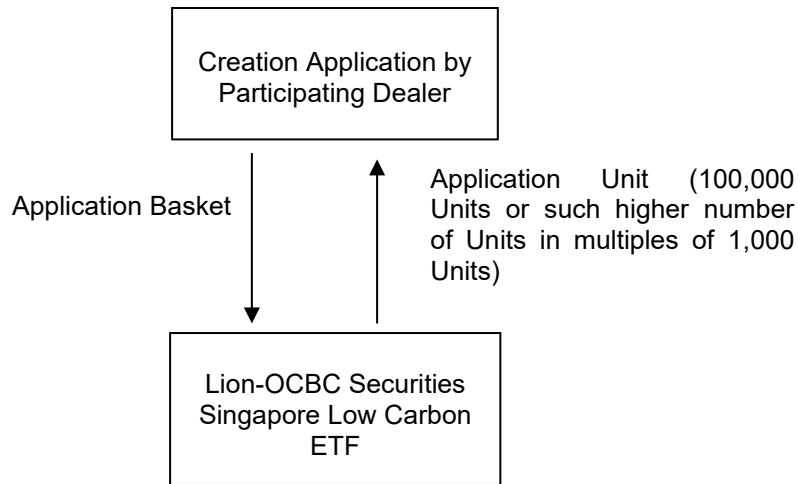 Creation Application by
Participating Dealer
Application Basket
Application Unit (100,000
Units or such higher number
of Units in multiples of 1,000
Units)
Lion-OCBC Securities
Singapore Low Carbon
ETF